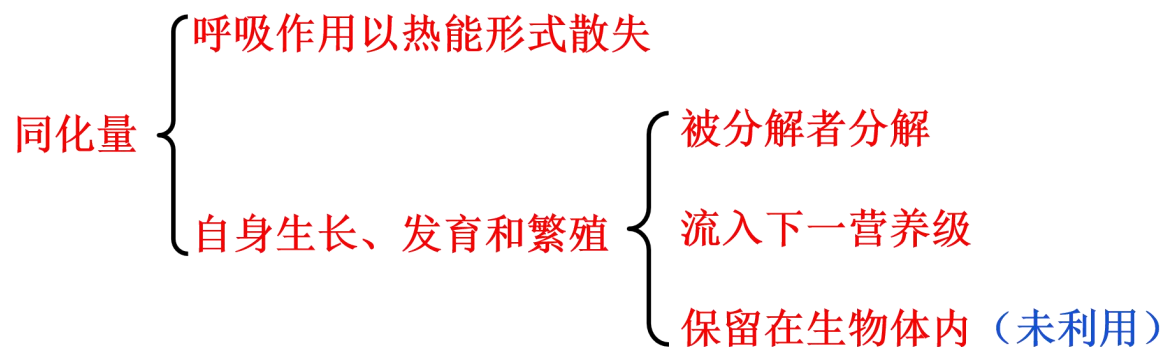 呼吸作用以热能形式散失
同化量
被分解者分解
自身生长、发育和繁殖
流入下一营养级
保留在生物体内（未利用）